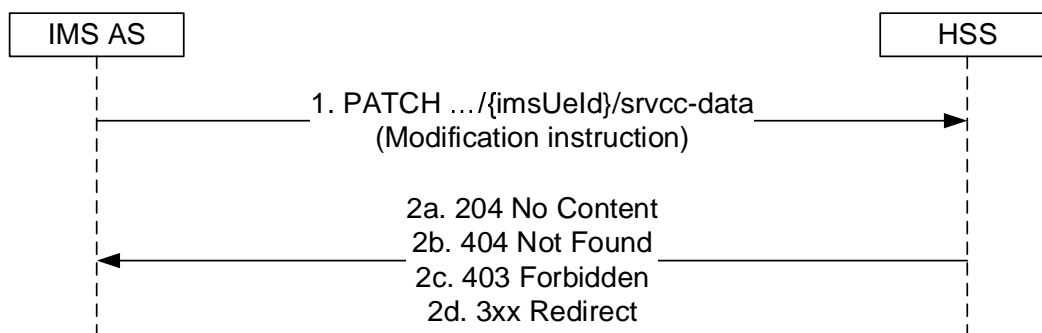 IMS AS
HSS
1. PATCH …/{imsUeId}/srvcc-data
(Modification instruction)
2a. 204 No Content
2b. 404 Not Found
2c. 403 Forbidden
2d. 3xx Redirect